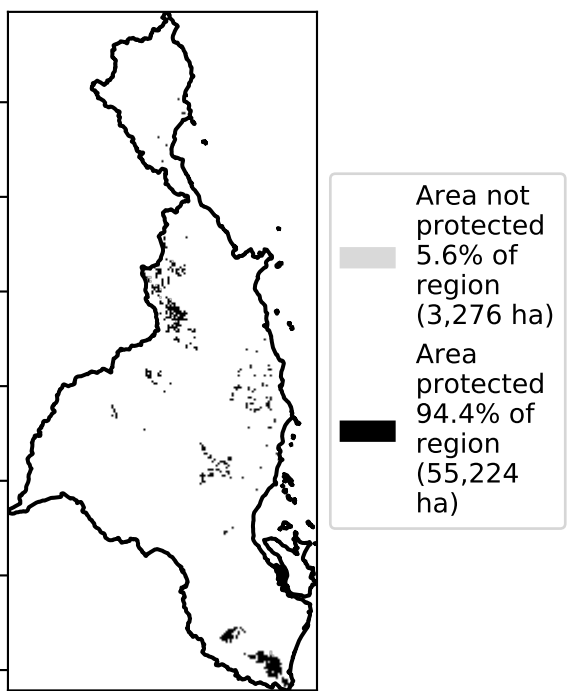 Area not
protected
5.6% of
region
(3,276 ha)
Area
protected
94.4% of
region
(55,224
ha)